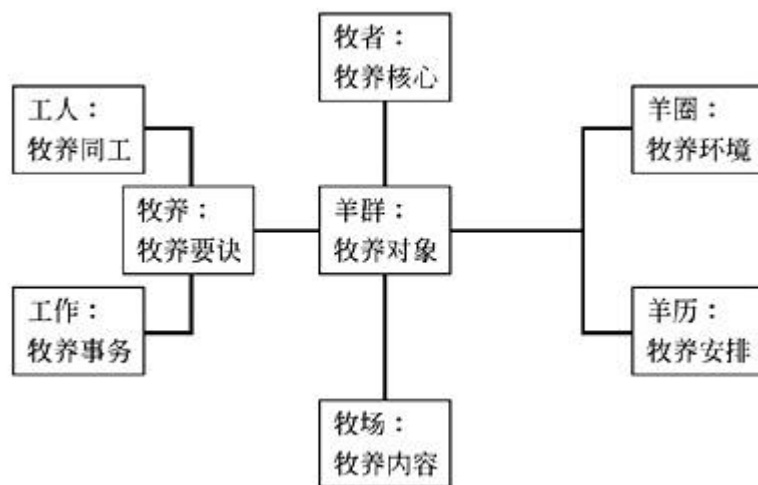 牧者：
牧养核心
工人：
牧养同工
羊圈：
牧养环境
牧养：
牧养要诀
羊群：
牧养对象
工作：
牧养事务
羊历：
牧养安排
牧场：
牧养内容